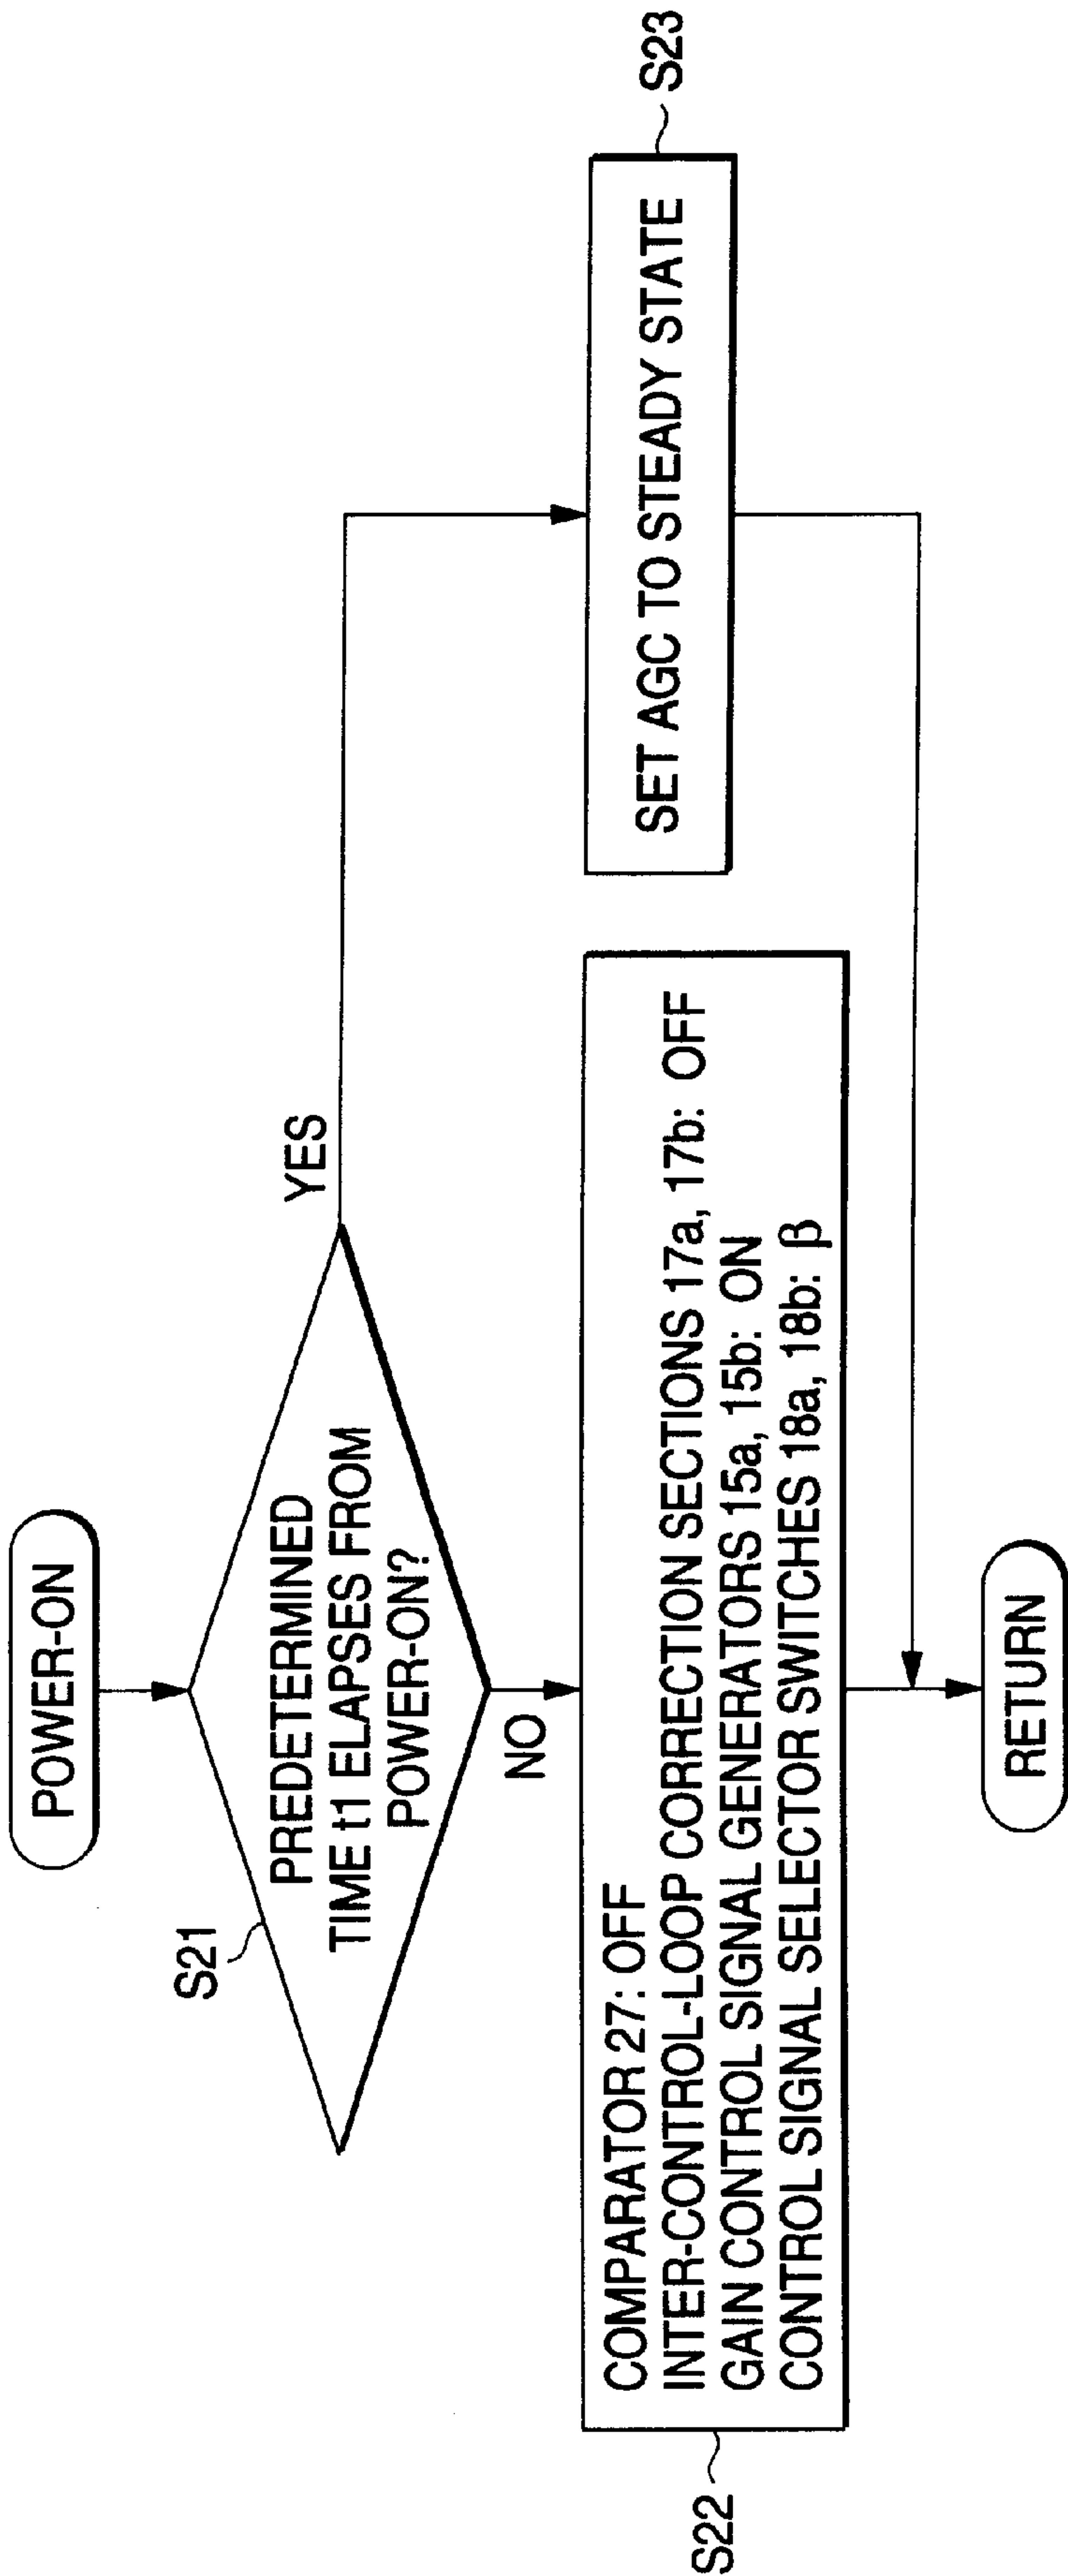 POWER-ON
S21
PREDETERMINED
TIME t1 ELAPSES FROM
POWER-ON?
YES
NO
S22
COMPARATOR 27: OFF
INTER-CONTROL-LOOP CORRECTION SECTIONS 17a, 17b: OFF
GAIN CONTROL SIGNAL GENERATORS 15a, 15b: ON
CONTROL SIGNAL SELECTOR SWITCHES 18a, 18b: β
SET AGC TO STEADY STATE
S23
RETURN